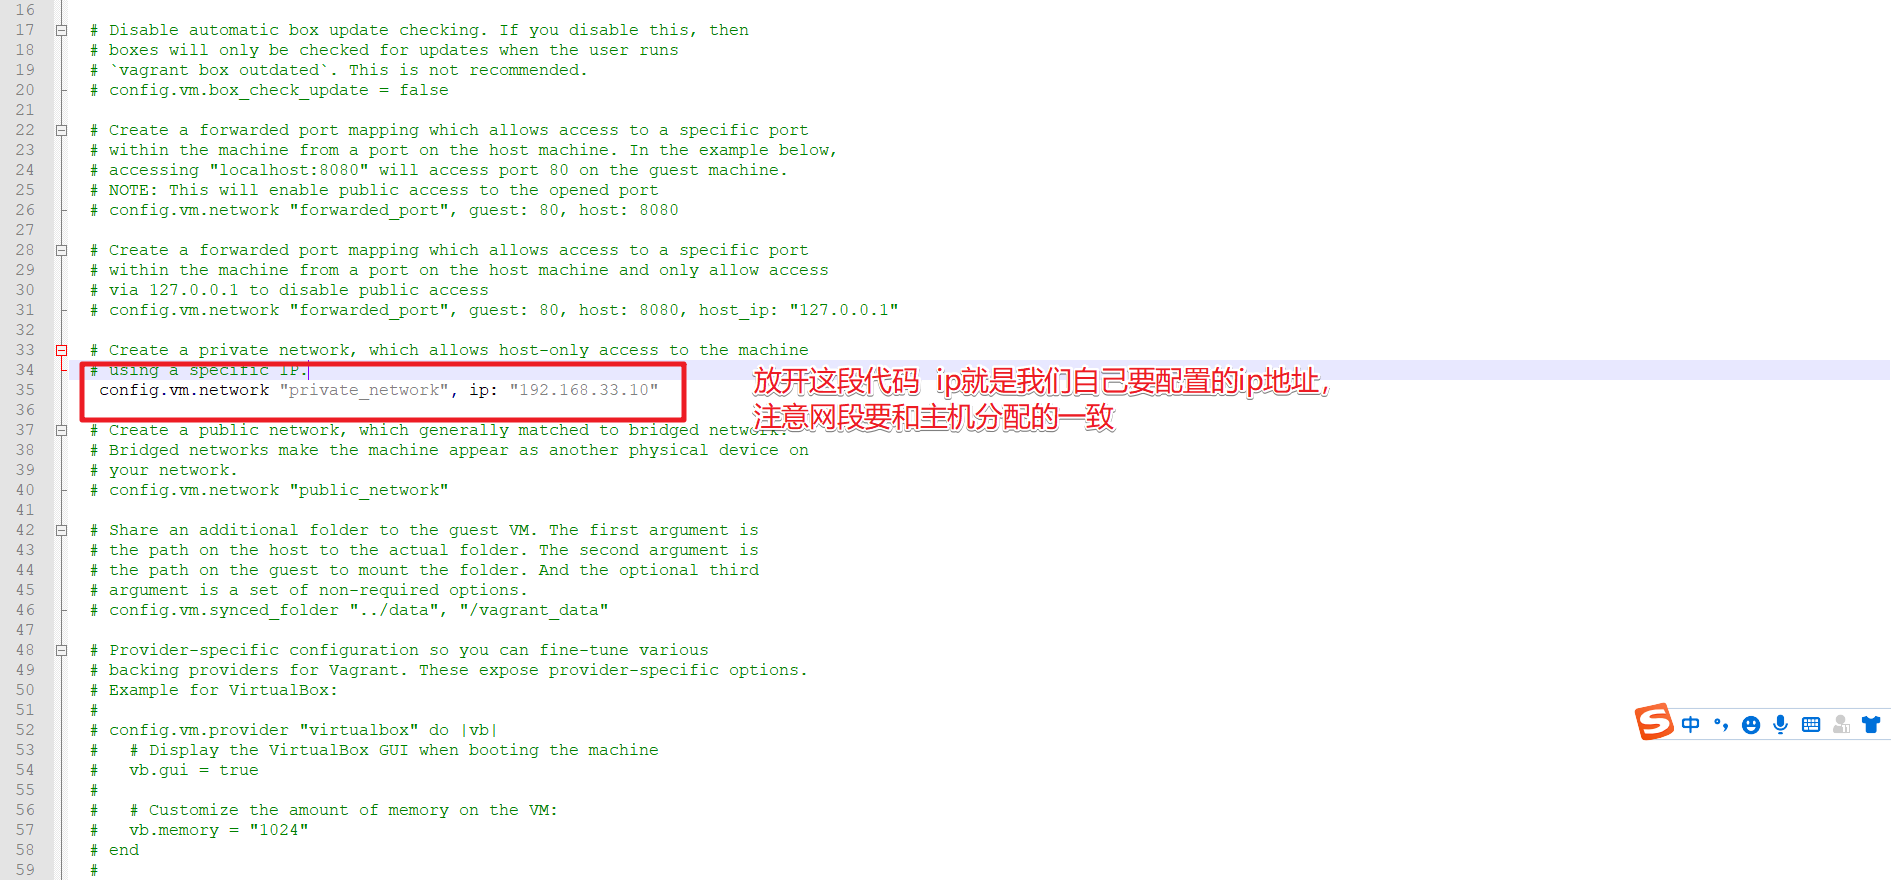 16
17 # Disable automatic box update checking. If you disable this, then
18 # boxes will only be checked for updates when the user runs
19 # `vagrant box outdated`. This is not recommended.
20 # config.vm.box_check_update = false
21
22 # Create a forwarded port mapping which allows access to a specific port
23 # within the machine from a port on the host machine. In the example below,
24 # accessing "localhost:8080" will access port 80 on the guest machine.
25 # NOTE: This will enable public access to the opened port
26 # config.vm.network "forwarded_port", guest: 80, host: 8080
27
28 # Create a forwarded port mapping which allows access to a specific port
29 # within the machine from a port on the host machine and only allow access
30 # via 127.0.0.1 to disable public access
31 # config.vm.network "forwarded_port", guest: 80, host: 8080, host_ip: "127.0.0.1"
32
33 # Create a private network, which allows host-only access to the machine
34 # using a specific IP.
35 config.vm.network "private_network", ip: "192.168.33.10"
放开这段代码 ip就是我们自己要配置的ip地址，
注意网段要和主机分配的一致
36
37 # Create a public network, which generally matched to bridged network.
38 # Bridged networks make the machine appear as another physical device on
39 # your network.
40 # config.vm.network "public_network"
41
42 # Share an additional folder to the guest VM. The first argument is
43 # the path on the host to the actual folder. The second argument is
44 # the path on the guest to mount the folder. And the optional third
45 # argument is a set of non-required options.
46 # config.vm.synced_folder "../data", "/vagrant_data"
47
48 # Provider-specific configuration so you can fine-tune various
49 # backing providers for Vagrant. These expose provider-specific options.
50 # Example for VirtualBox:
51 #
52 # config.vm.provider "virtualbox" do |vb|
53 #   # Display the VirtualBox GUI when booting the machine
54 #   vb.gui = true
55 #
56 #   # Customize the amount of memory on the VM:
57 #   vb.memory = "1024"
58 # end
59 #
S 中